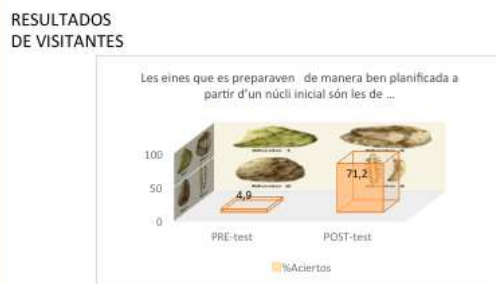 RESULTADOS
DE VISITANTES
Les eines que es preparaven de manera ben planificada a
partir d'un núcli inicial són les de ...
100
50
0
4,9
71,2
PRE-test
POST-test
%Aciertos